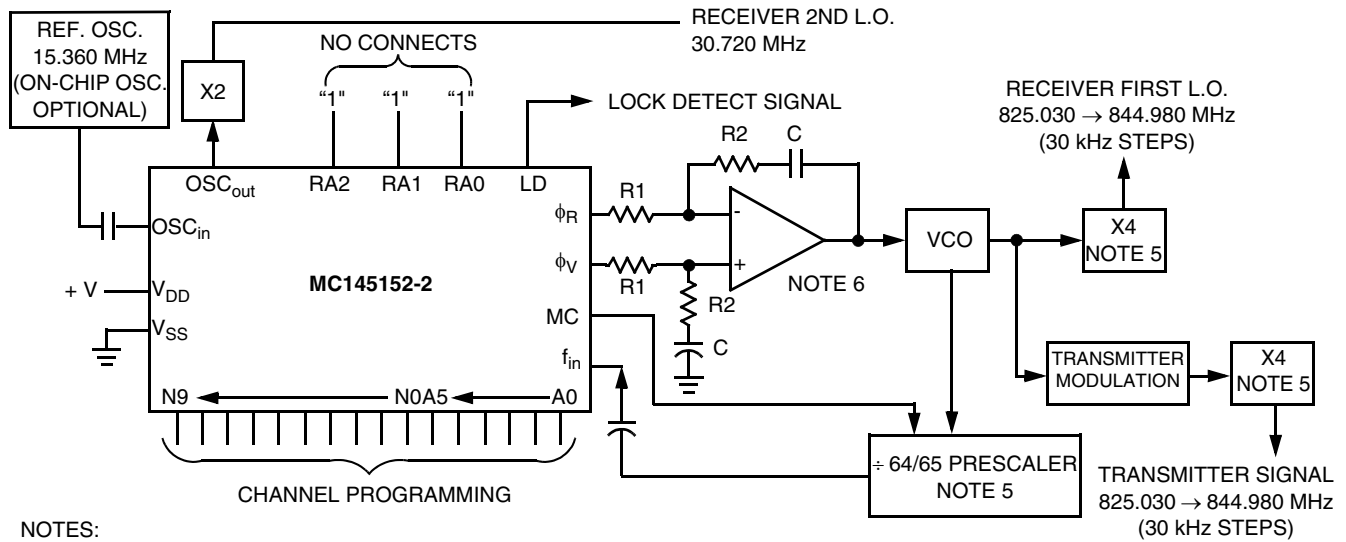 REF. OSC.
15.360 MHz
(ON-CHIP OSC.
OPTIONAL)
X2
RECEIVER 2ND L.O.
30.720 MHz
NO CONNECTS
“1" “1" “1"
LOCK DETECT SIGNAL
RECEIVER FIRST L.O.
825.030 → 844.980 MHz
(30 kHz STEPS)
OSCout RA2 RA1 RA0 LD
OSCin
+ V VDD
VSS
MC145152-2
ϕR
ϕV
MC
fin
N9 N0A5 A0
CHANNEL PROGRAMMING
R1
R2 C
-
+
R1
R2
C
NOTE 6
VCO
X4
NOTE 5
TRANSMITTER
MODULATION
X4
NOTE 5
÷ 64/65 PRESCALER
NOTE 5
TRANSMITTER SIGNAL
825.030 → 844.980 MHz
(30 kHz STEPS)
NOTES: